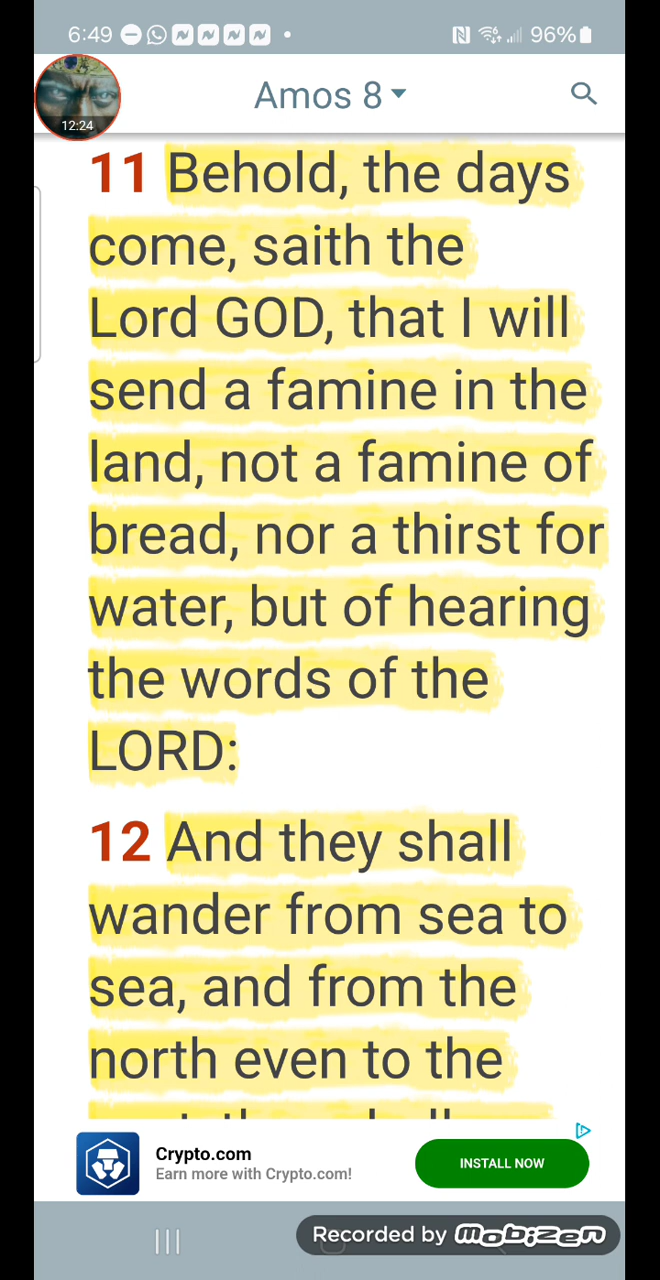 6:49 96%
12:24
Amos 8
11 Behold, the days
come, saith the
Lord GOD, that I will
send a famine in the
land, not a famine of
bread, nor a thirst for
water, but of hearing
the words of the
LORD:
12 And they shall
wander from sea to
sea, and from the
north even to the
Crypto.com
Earn more with Crypto.com!
INSTALL NOW
Recorded by Mobizen